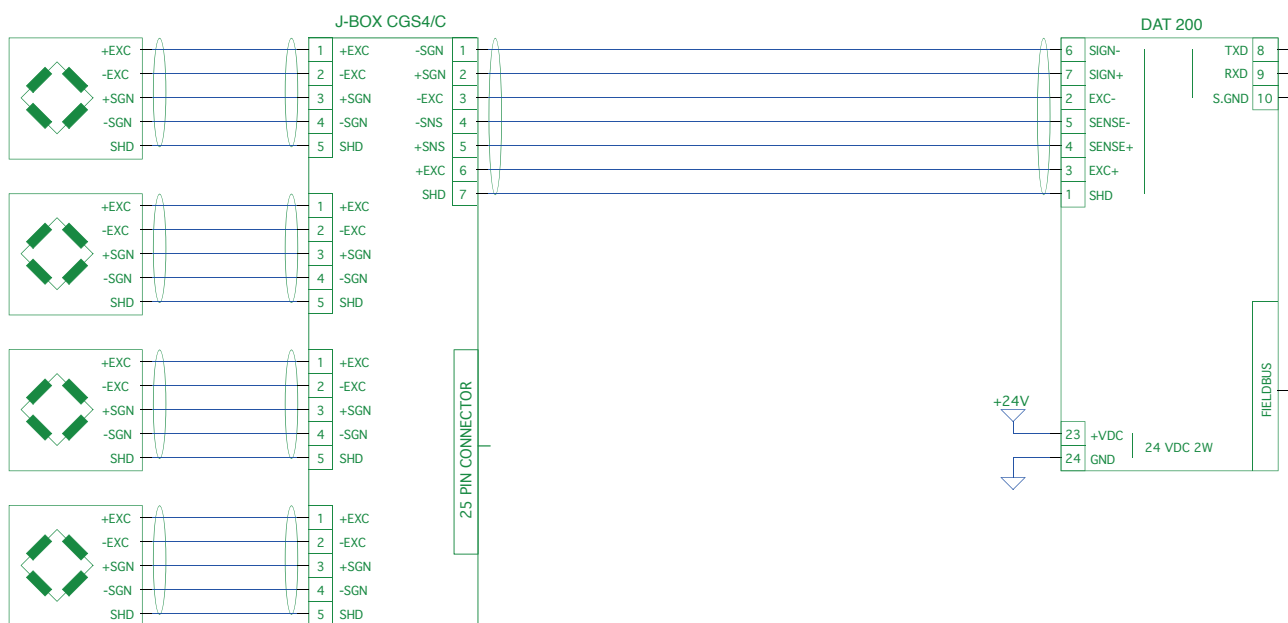 J-BOX CGS4/C
DAT 200
+EXC 1 +EXC -SGN 1 6 SIGN- TXD 8
-EXC 2 -EXC +SGN 2 7 SIGN+ RXD 9
+SGN 3 +SGN -EXC 3 2 EXC- S.GND 10
-SGN 4 -SGN -SNS 4 5 SENSE-
SHD 5 SHD +SNS 5 4 SENSE+
+EXC 6 3 EXC+
SHD 7 1 SHD
+EXC 1 +EXC
-EXC 2 -EXC
+SGN 3 +SGN
-SGN 4 -SGN
SHD 5 SHD
+EXC 1 +EXC
-EXC 2 -EXC
+SGN 3 +SGN
-SGN 4 -SGN
SHD 5 SHD
25 PIN CONNECTOR
+24V
23 +VDC
24 GND
24 VDC 2W
FIELDBUS
+EXC 1 +EXC
-EXC 2 -EXC
+SGN 3 +SGN
-SGN 4 -SGN
SHD 5 SHD